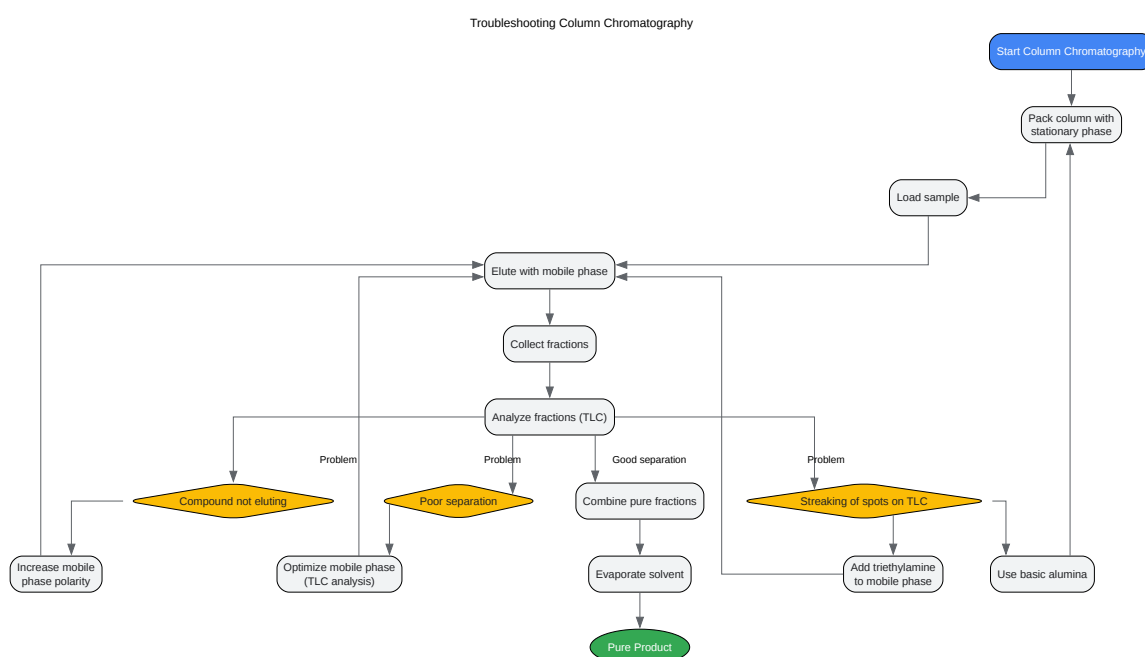 Troubleshooting Column Chromatography
Start Column Chromatography
Pack column with
stationary phase
Load sample
Elute with mobile phase
Collect fractions
Analyze fractions (TLC)
Problem
Problem
Good separation
Problem
Compound not eluting
Poor separation
Combine pure fractions
Streaking of spots on TLC
Increase mobile
phase polarity
Optimize mobile phase
(TLC analysis)
Evaporate solvent
Add triethylamine
to mobile phase
Use basic alumina
Pure Product